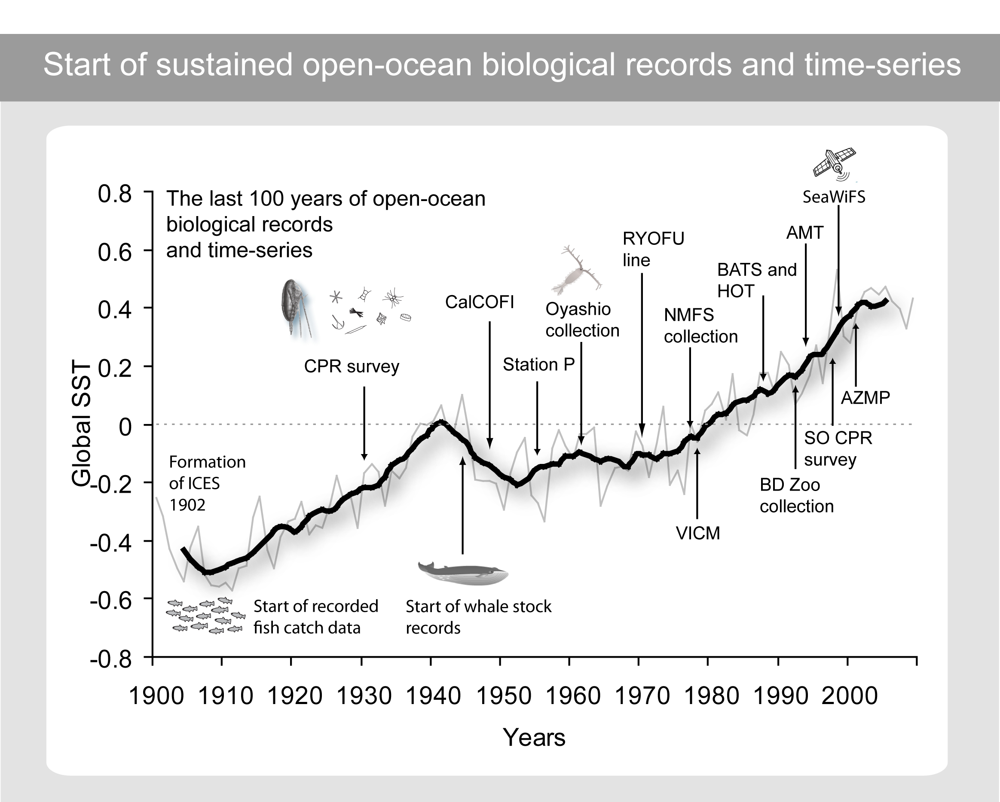 Start of sustained open-ocean biological records and time-series
The last 100 years of open-ocean
biological records
and time-series
SeaWiFS
AMT
RYOFU
line
BATS and
HOT
CalCOFI
Oyashio
collection
NMFS
collection
Station P
CPR survey
AZMP
SO CPR
survey
BD Zoo
collection
VICM
Formation
of ICES
1902
Start of recorded
fish catch data
Start of whale stock
records
Global SST
0.8
0.6
0.4
0.2
0
-0.2
-0.4
-0.6
-0.8
1900 1910 1920 1930 1940 1950 1960 1970 1980 1990 2000
Years